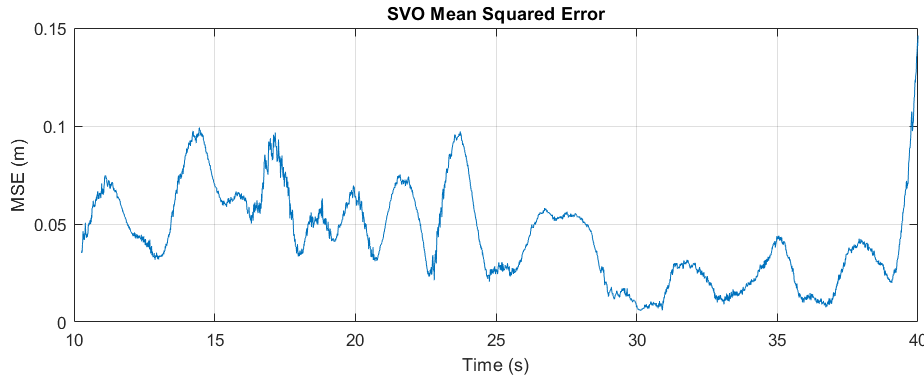 SVO Mean Squared Error
0.15
0.1
0.05
0
MSE (m)
10 15 20 25 30 35 40
Time (s)